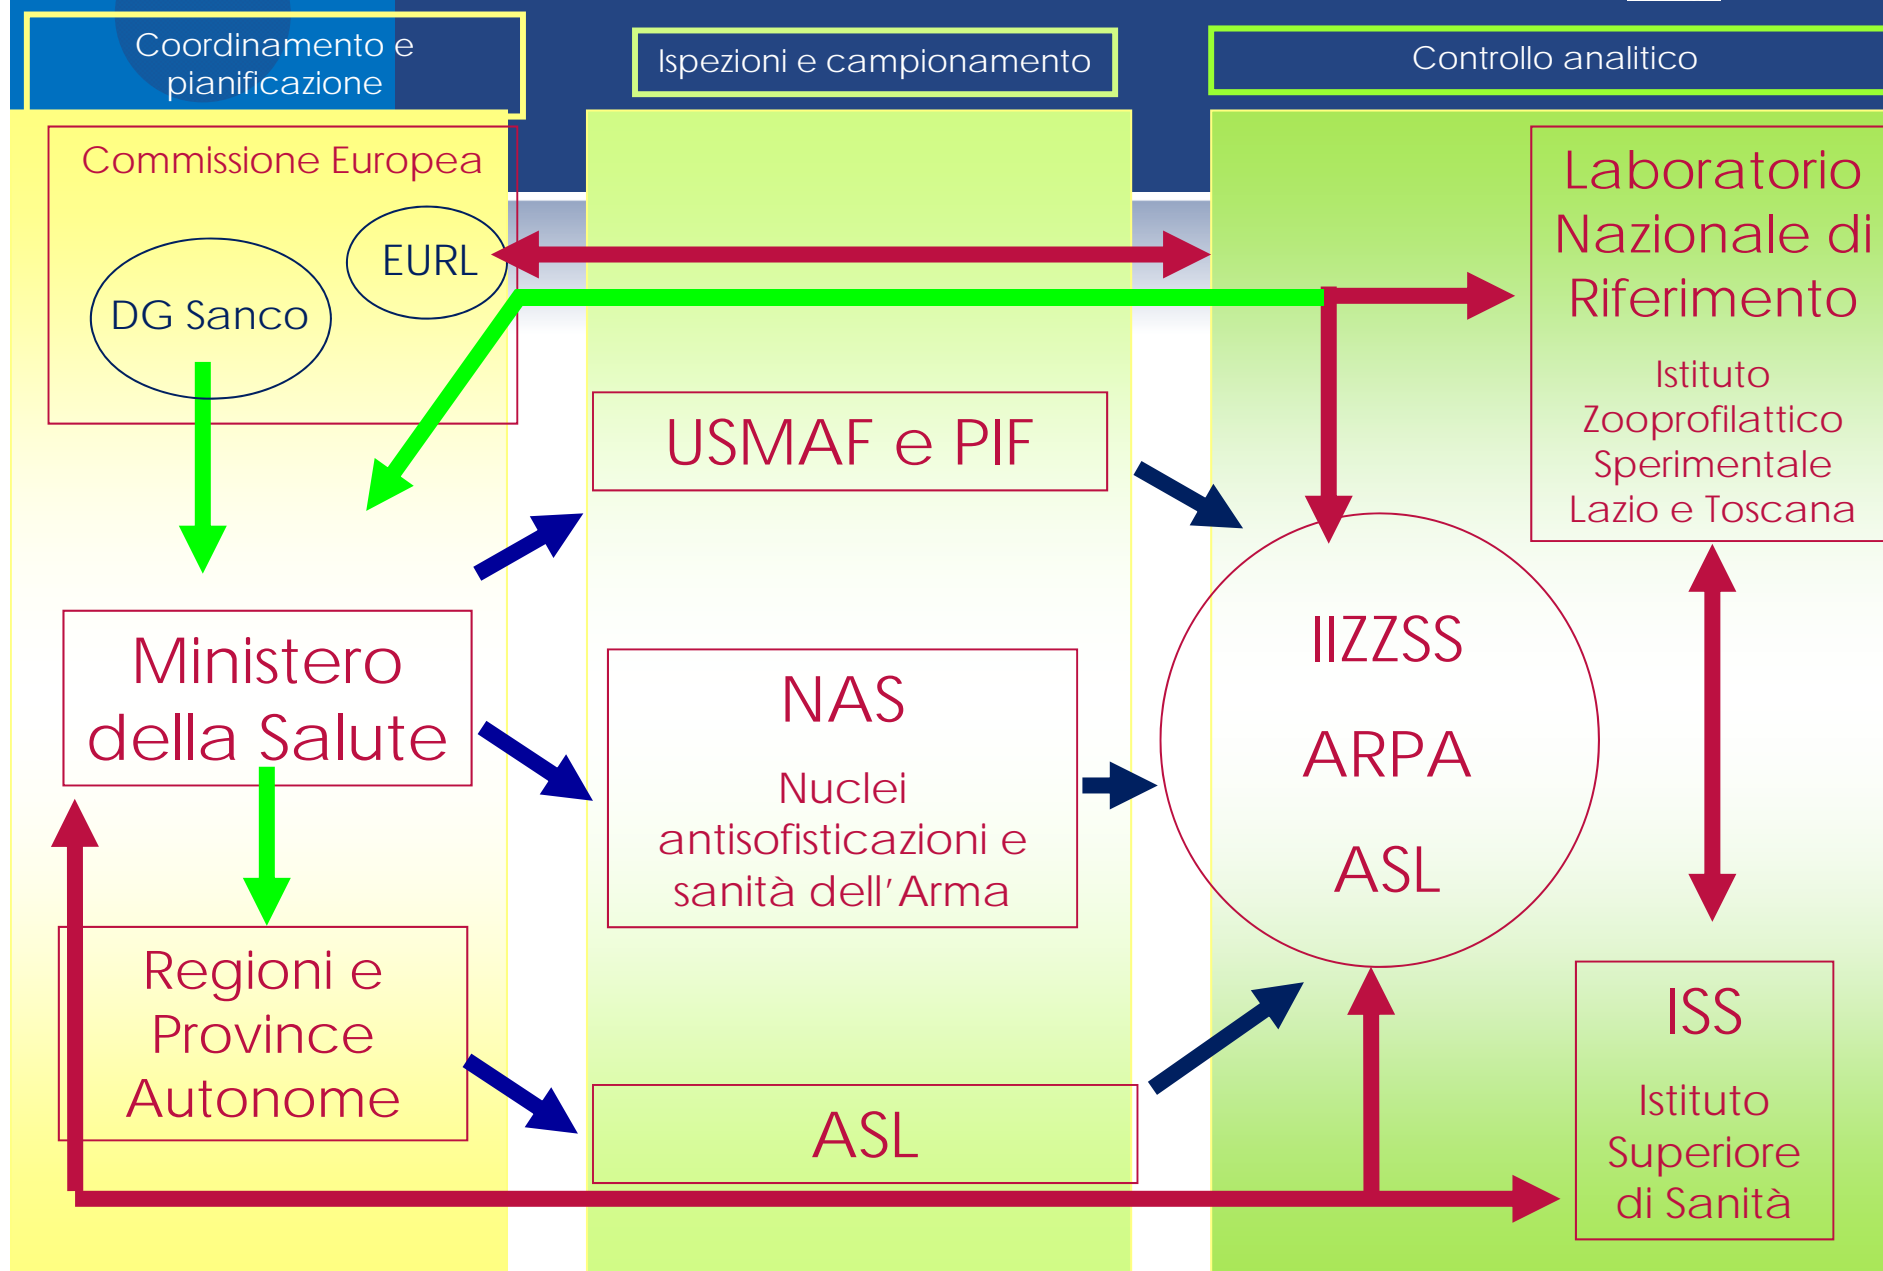 Coordinamento e
pianificazione
Ispezioni e campionamento
Controllo analitico
Commissione Europea
EURL
DG Sanco
Ministero
della Salute
Regioni e
Province
Autonome
USMAF e PIF
NAS
Nuclei
antisofisticazioni e
sanità dell’Arma
ASL
IIZZSS
ARPA
ASL
Laboratorio
Nazionale di
Riferimento
Istituto
Zooprofilattico
Sperimentale
Lazio e Toscana
ISS
Istituto
Superiore
di Sanità